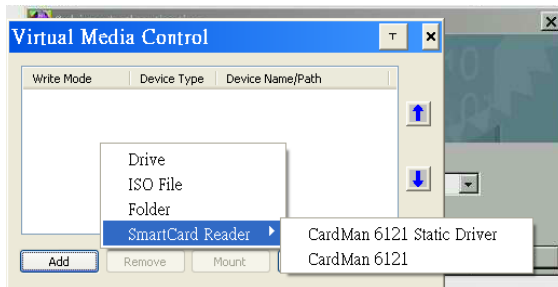 Virtual Media Control
T
Write Mode Device Type Device Name/Path
Drive
ISO File
Folder
SmartCard Reader
CardMan 6121 Static Driver
CardMan 6121
Add Remove Mount